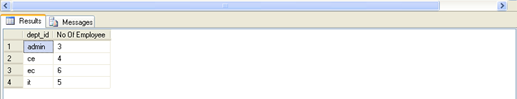 Results Messages
dept_id No Of Employee
1 admin 3
2 ce 4
3 ec 6
4 it 5